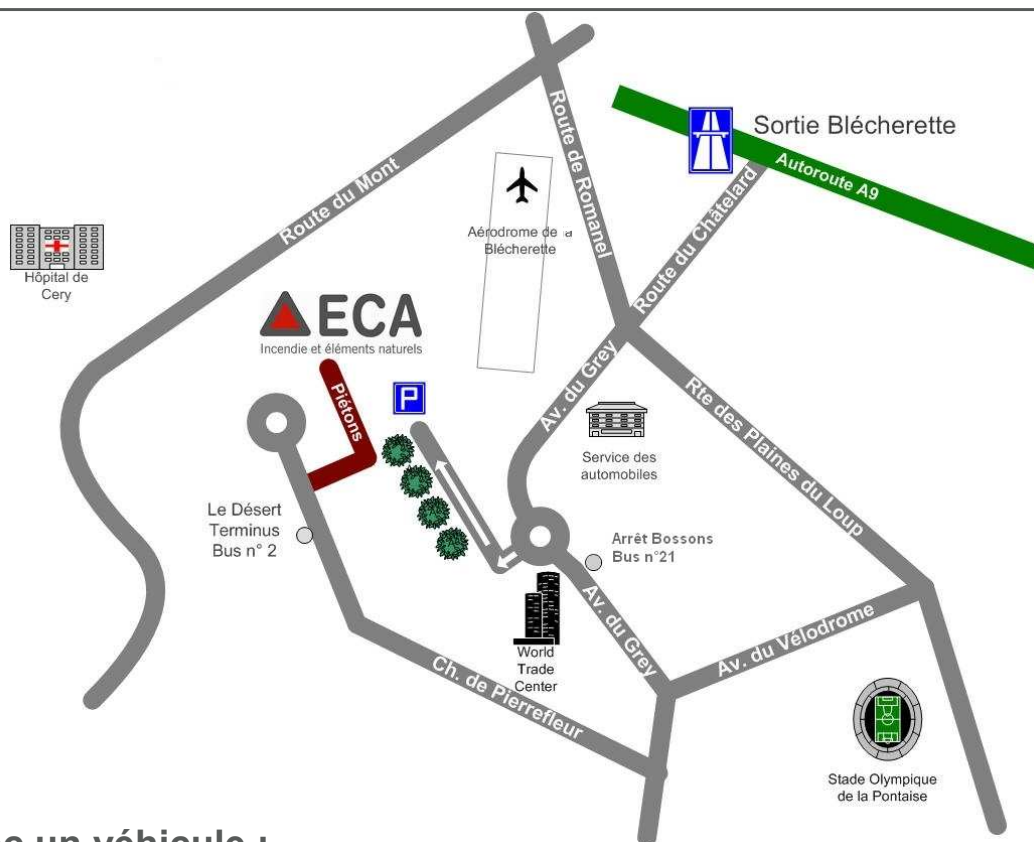 Sortie Blécherette
Autoroute A9
Route de Romanel
Route du Mont
Route du Châtelard
Aérodrome de la
Blécherette
Hôpital de
Cery
ECA
Incendie et éléments naturels
Piétons
P
Av. du Grey
Rte des Plaines du Loup
Service des
automobiles
Le Désert
Terminus
Bus n° 2
Arrêt Bossons
Bus n°21
Av. du Grey
Av. du Vélodrome
World
Trade
Center
Ch. de Pierrefleur
Stade Olympique
de la Pontaise
un véhicule :